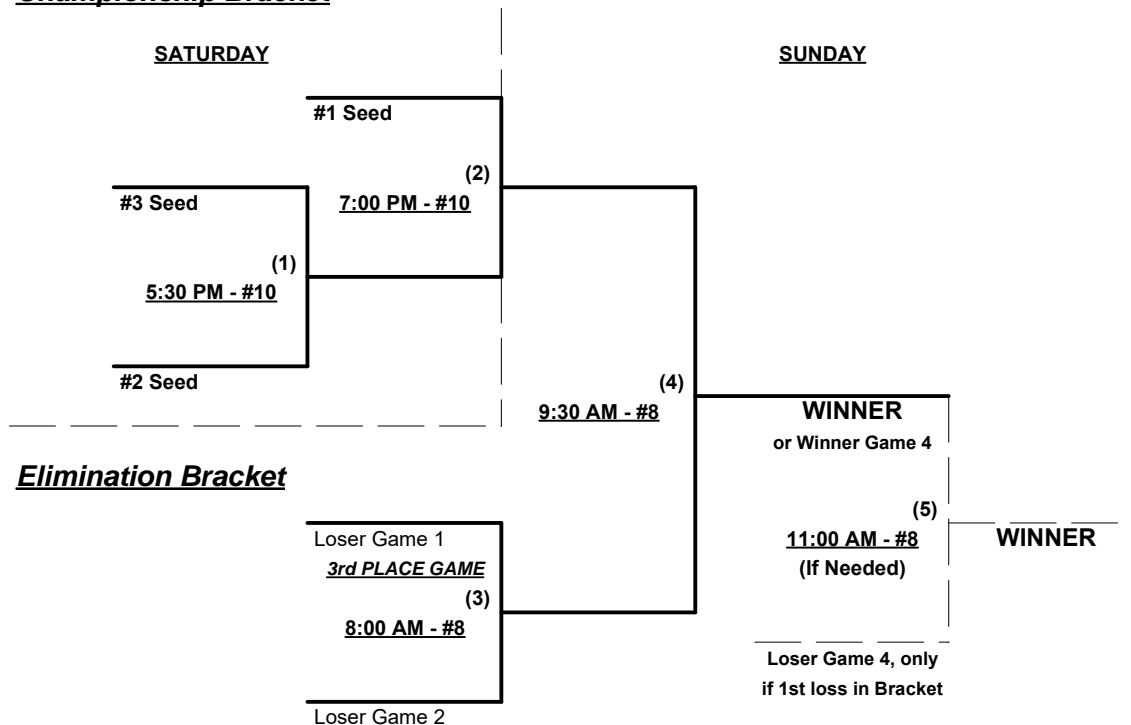 Championship Bracket
SATURDAY
SUNDAY
#1 Seed
(2)
#3 Seed
7:00 PM - #10
(1)
5:30 PM - #10
#2 Seed
(4)
9:30 AM - #8
WINNER
or Winner Game 4
Elimination Bracket
(5)
Loser Game 1
11:00 AM - #8
WINNER
3rd PLACE GAME
(If Needed)
(3)
8:00 AM - #8
Loser Game 4, only
if 1st loss in Bracket
Loser Game 2